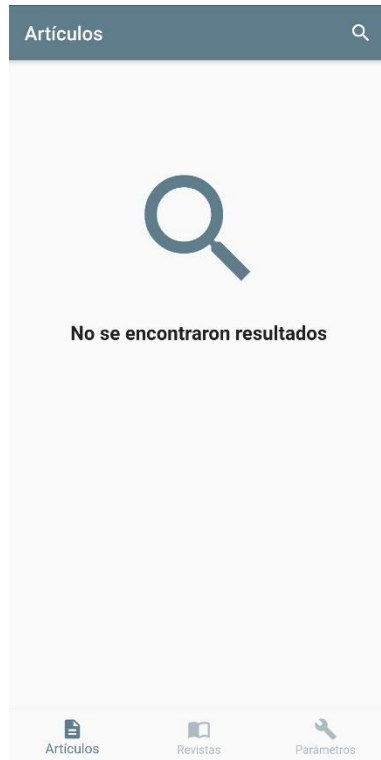 Artículos
No se encontraron resultados
Artículos
Revistas
Parámetros